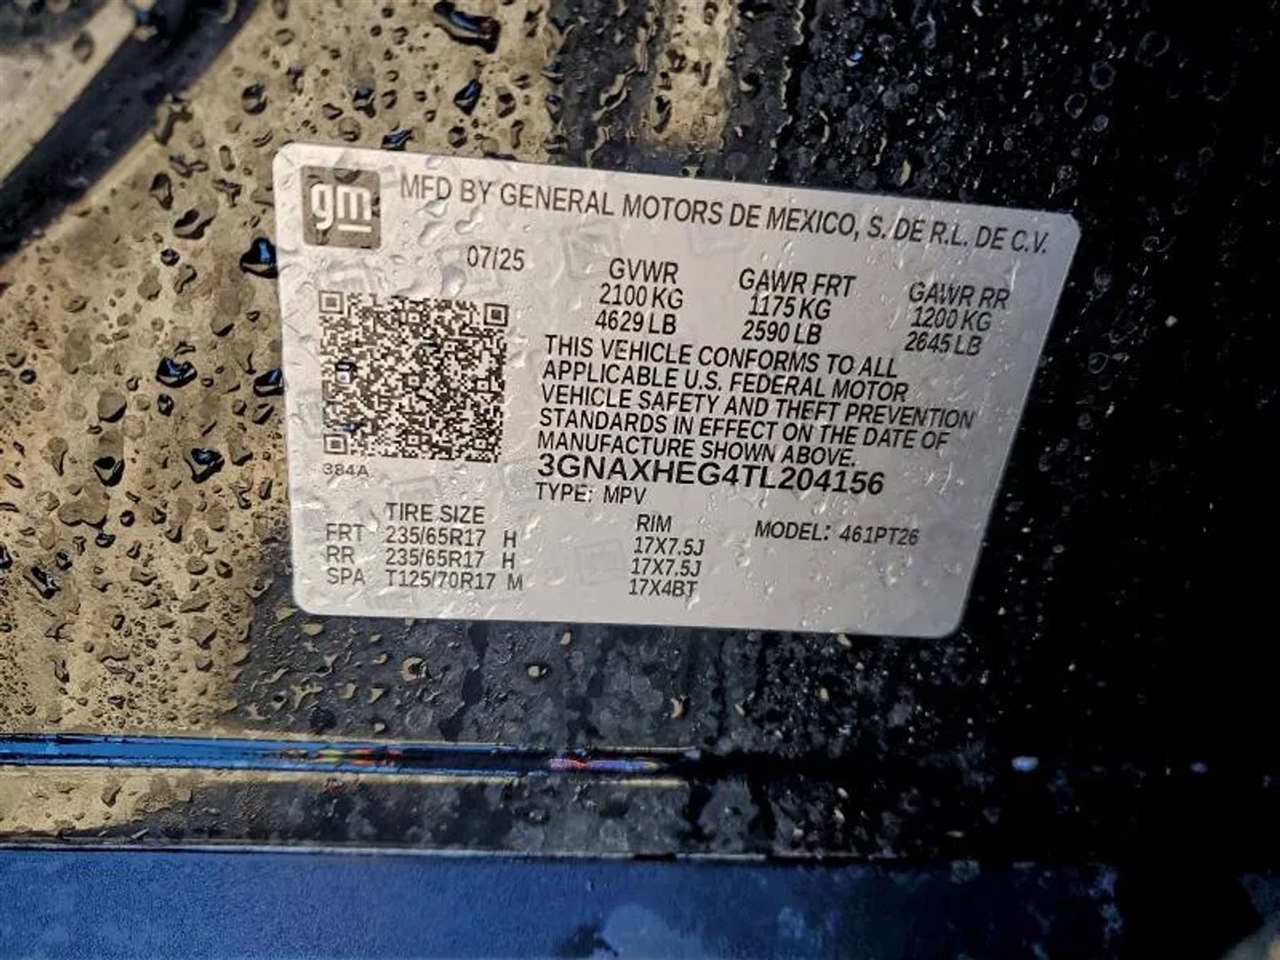 gm
MFD BY GENERAL MOTORS DE MEXICO, S. DE R.L. DE C.V.
07/25
GVWR
2100 KG
4629 LB
GAWR FRT
1175 KG
2590 LB
GAWR RR
1200 KG
2645 LB
THIS VEHICLE CONFORMS TO ALL
APPLICABLE U.S. FEDERAL MOTOR
VEHICLE SAFETY AND THEFT PREVENTION
STANDARDS IN EFFECT ON THE DATE OF
MANUFACTURE SHOWN ABOVE.
384A
3GNAXHEG4TL204156
TYPE: MPV
MODEL: 461PT26
TIRE SIZE
RIM
FRT 235/65R17 H 17X7.5J
RR 235/65R17 H 17X7.5J
SPA T125/70R17 M 17X4BT